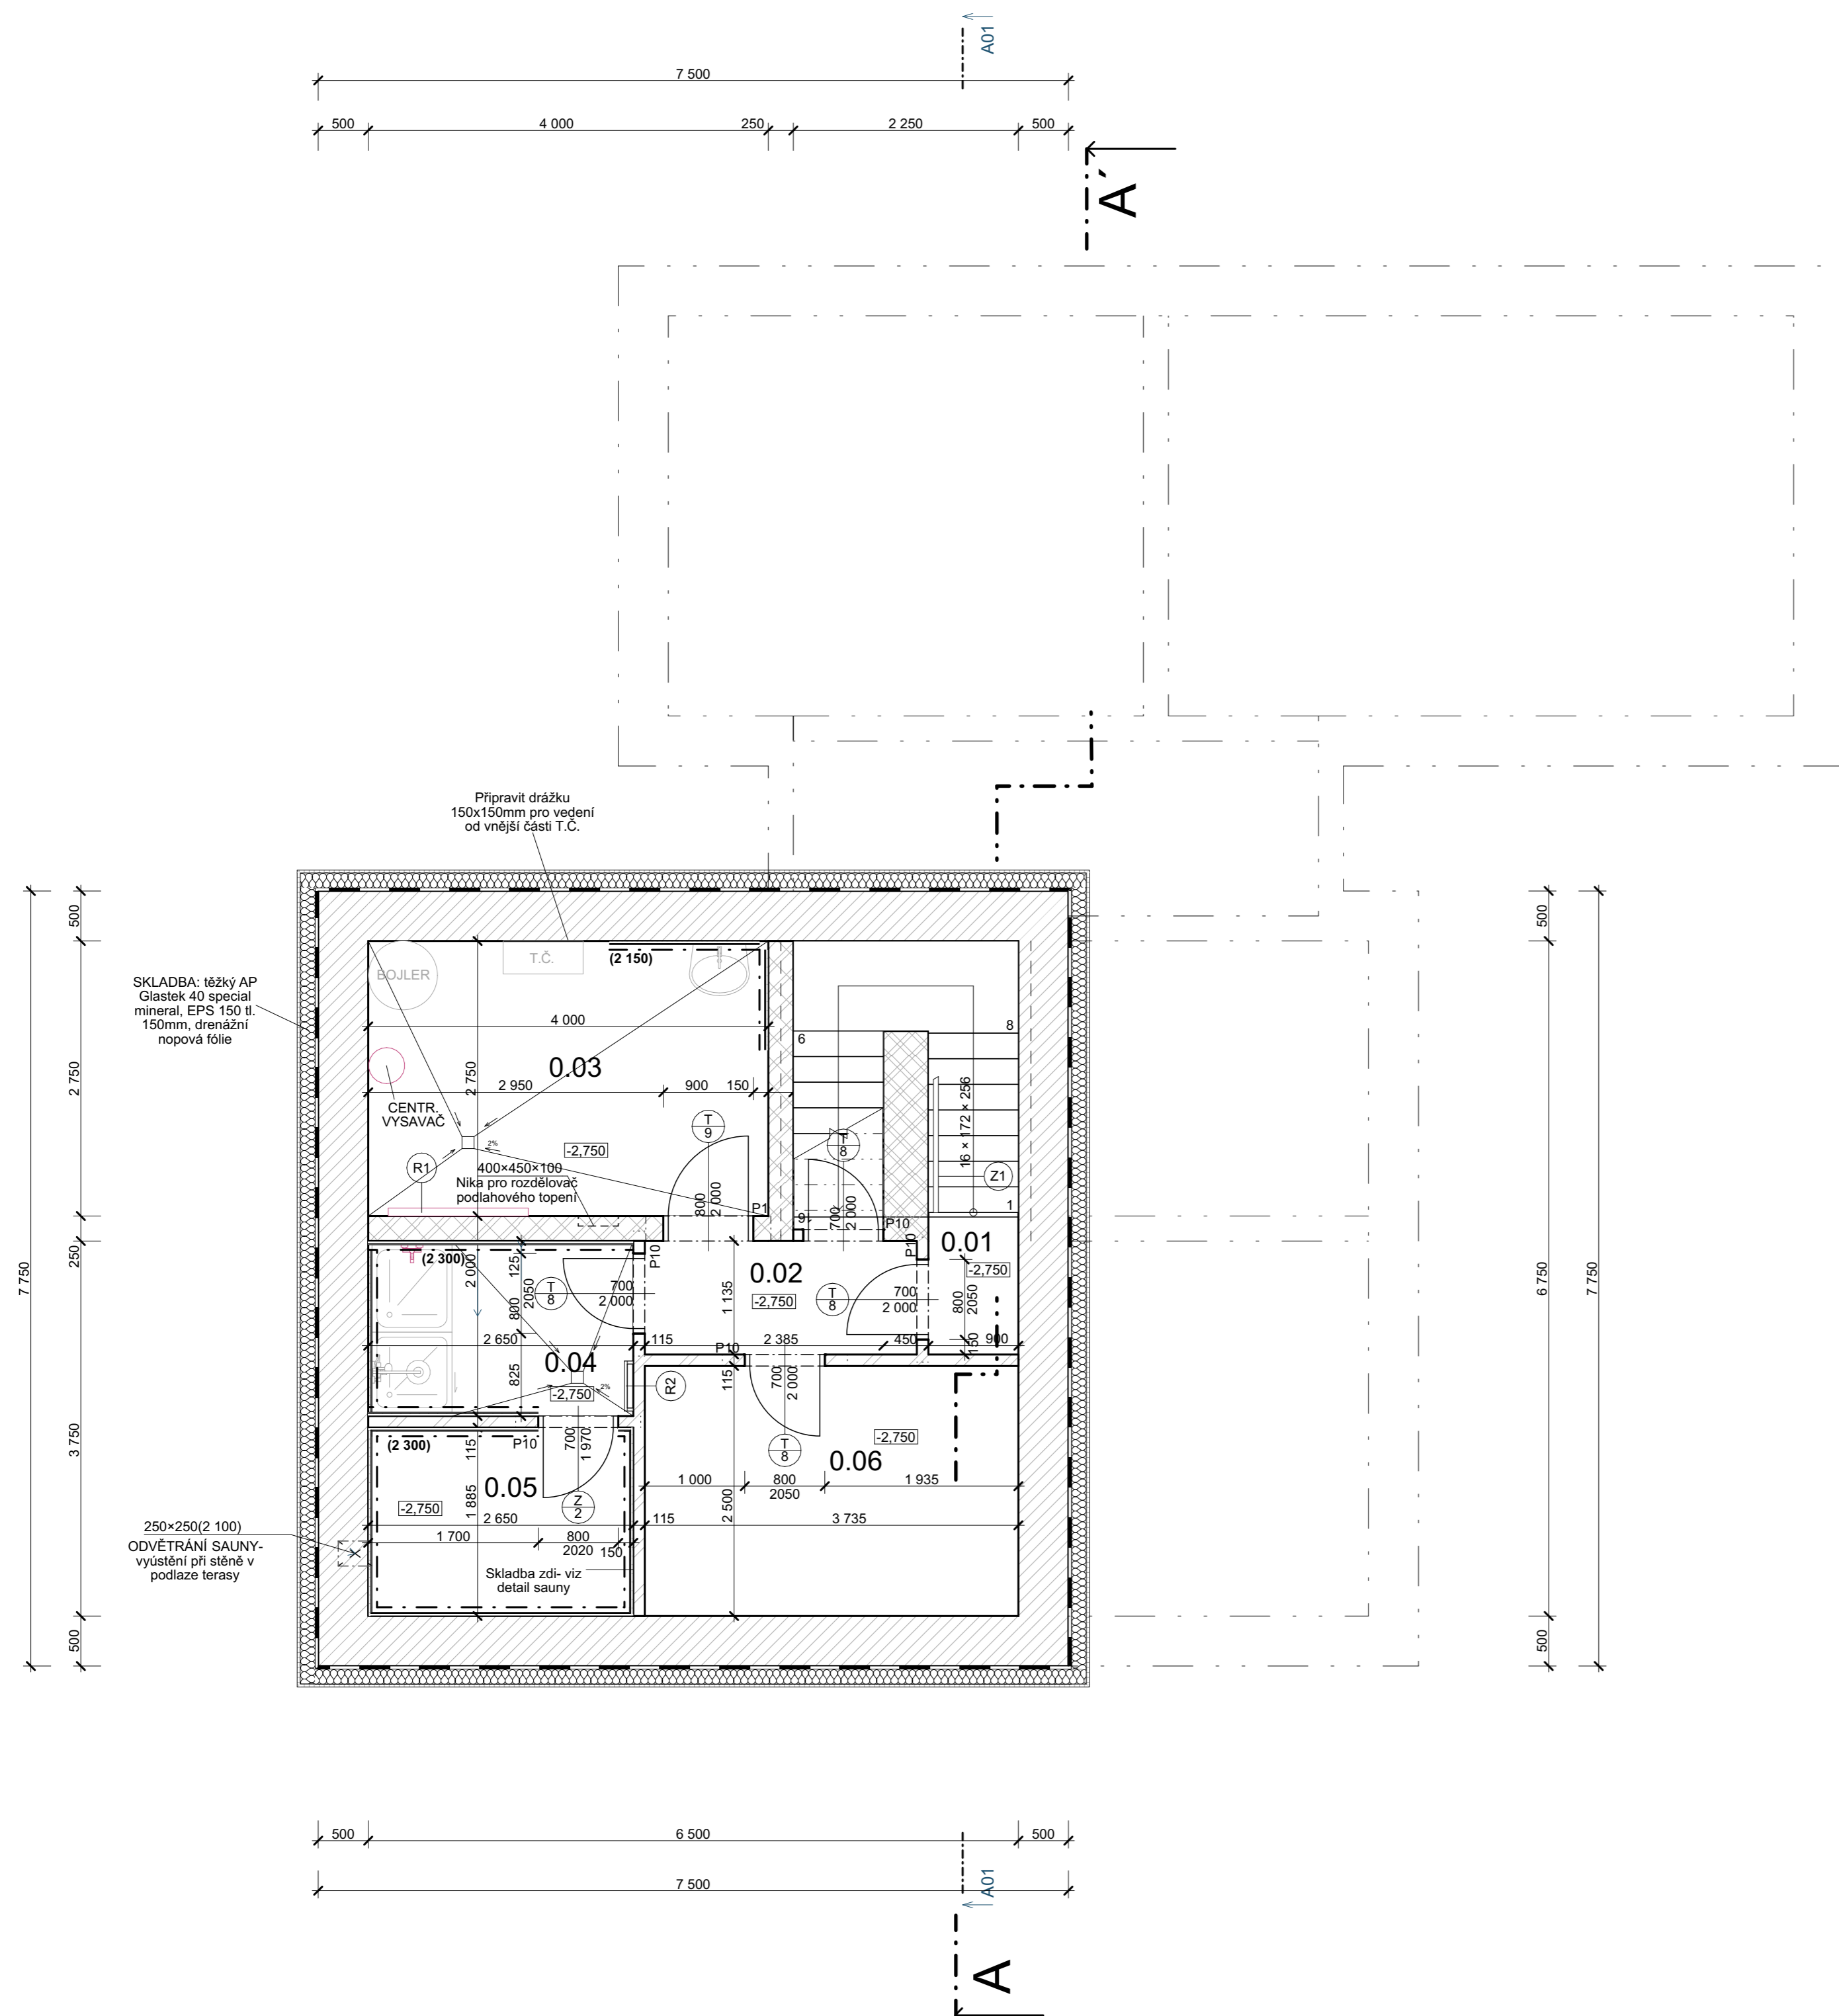 A01
7 500
500
4 000
250
2 250
500
A´
Připravit drážku
150x150mm pro vedení
od vnější části T.Č.
7 750
500
2 750
250
3 750
500
500
6 750
500
7 750
SKLADBA: těžký AP
Glastek 40 special
mineral, EPS 150 tl.
150mm, drenážní
nopová fólie
BOJLER
T.Č.
(2 150)
4 000
0.03
2 750
2 950
900
150
CENTR.
VYSAVAČ
T
9
2%
-2,750
R1
400×450×100
Nika pro rozdělovač
podlahového topení
800
2 000
P1
6
8
16 × 172 × 256
T
8
Z1
1
9
700
2 000
P10
P10
0.01
-2,750
(2 300)
2 000
125
800
2050
825
T
8
700
2 000
P10
0.02
-2,750
1 135
T
8
700
2 000
800
2050
150
2 650
115
2 385
450
900
P10
0.04
-2,750
2%
R2
115
700
2 000
T
8
-2,750
0.06
(2 300)
P10
115
700
1 970
0.05
-2,750
1 885
Z
2
1 000
800
2050
1 935
2 500
2 650
115
3 735
1 700
800
2020
150
250×250(2 100)
ODVĚTRÁNÍ SAUNY-
vyústění při stěně v
podlaze terasy
Skladba zdi- viz
detail sauny
500
6 500
500
7 500
A01
A